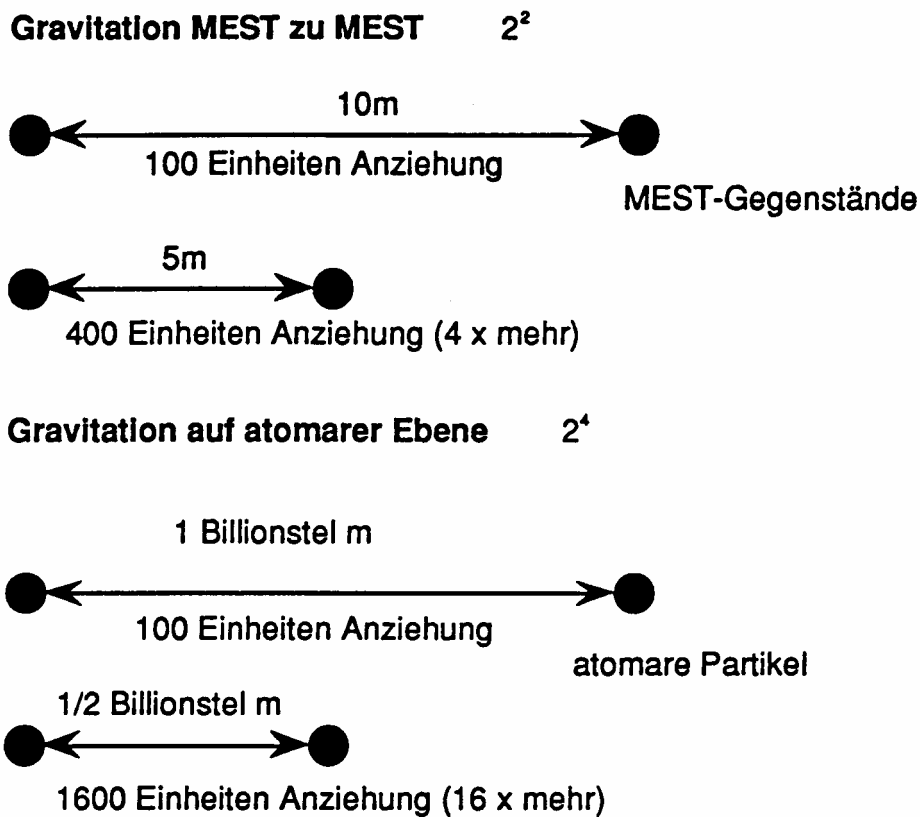 Gravitation MEST zu MEST 2²
10m
100 Einheiten Anziehung
MEST-Gegenstände
5m
400 Einheiten Anziehung (4 x mehr)
Gravitation auf atomarer Ebene 2⁴
1 Billionstel m
100 Einheiten Anziehung
atomare Partikel
1/2 Billionstel m
1600 Einheiten Anziehung (16 x mehr)